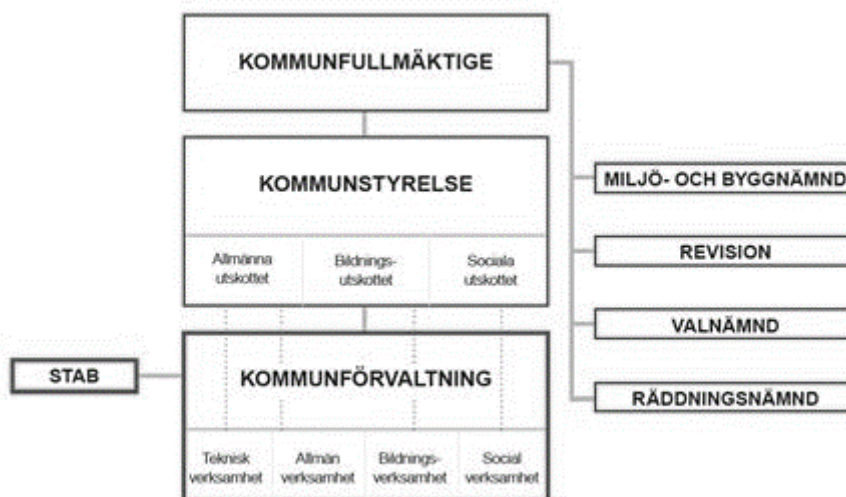 KOMMUNFULLMÄKTIGE
KOMMUNSTYRELSE
Allmänna
utskottet
Bildnings-
utskottet
Sociala
utskottet
MILJÖ- OCH BYGGNÄMND
REVISION
VALNÄMND
RÄDDNINGSNÄMND
STAB
KOMMUNFÖRVALTNING
Teknisk
verksamhet
Allmän
verksamhet
Bildnings-
verksamhet
Social
verksamhet